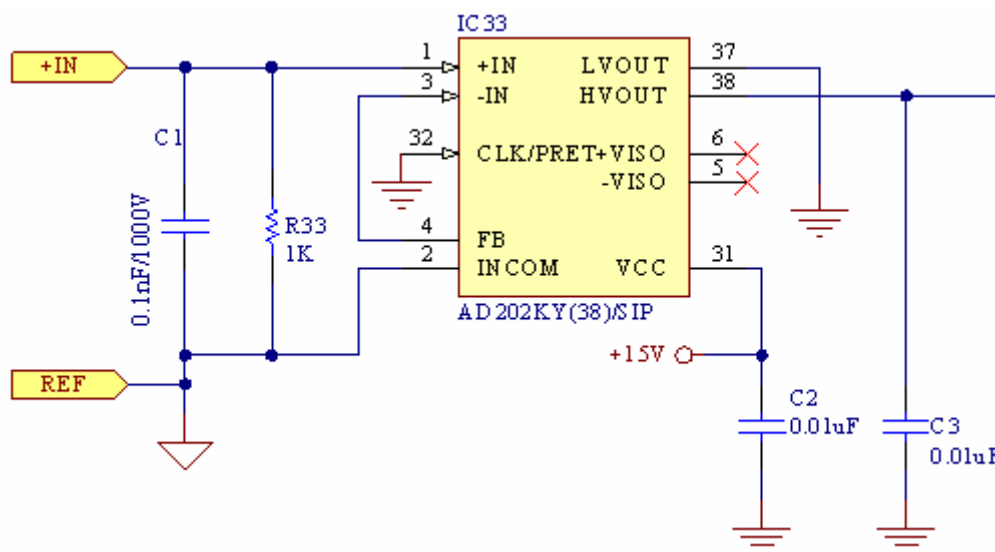 IC33
+IN
1
+IN
LVOUT
37
3
-IN
HVOUT
38
C1
32
CLK/PRET+VISO
6
-VISO
5
0.1nF/1000V
R33
1K
4
FB
2
INCOM
VCC
31
AD202KY(38)/SIP
+15V
REF
C2
0.01uF
C3
0.01uF